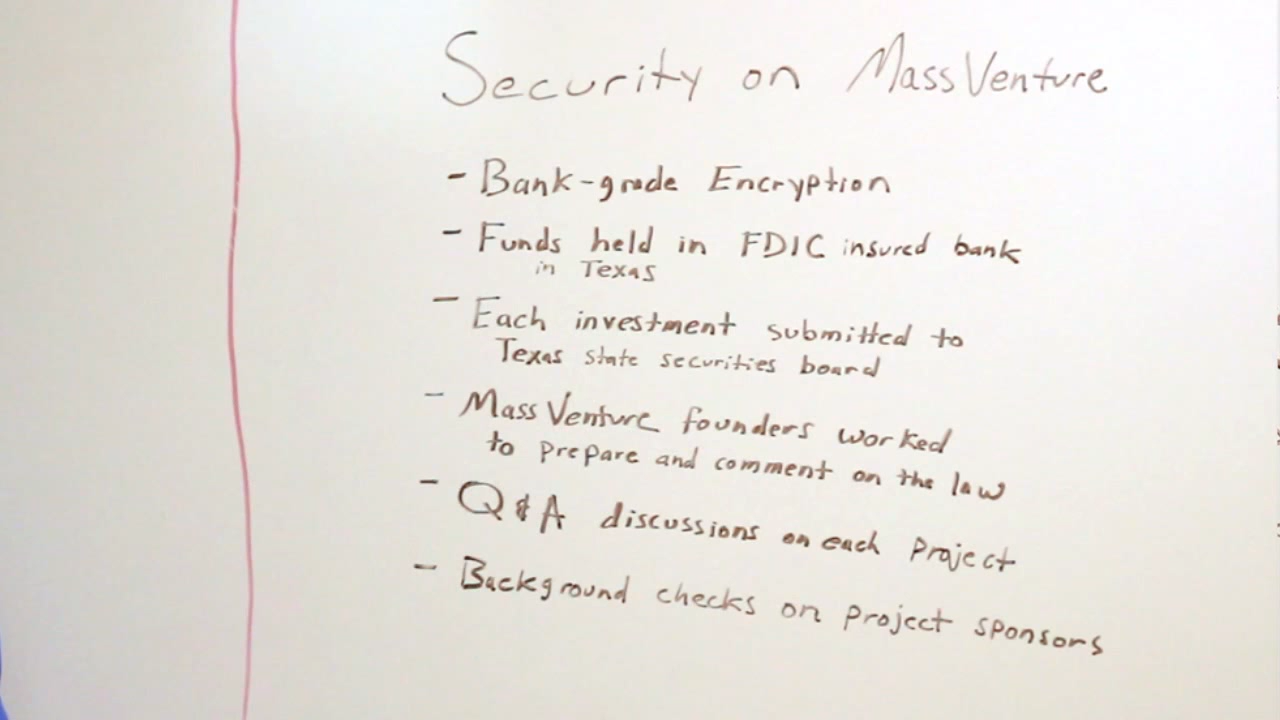 Security on MassVenture
- Bank-grade Encryption
- Funds held in FDIC insured bank
in Texas
- Each investment submitted to
Texas state securities board
- MassVenture founders worked
to prepare and comment on the law
- Q&A discussions on each Project
- Background checks on project sponsors